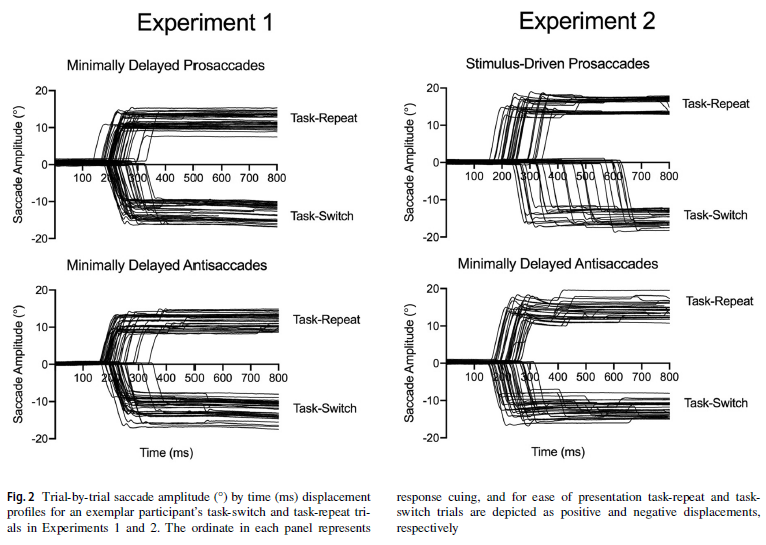 Experiment 1
Minimally Delayed Prosaccades
Saccade Amplitude (°)
20
10
0
-10
-20
100 200 300 400 500 600 700 800
Task-Repeat
Task-Switch
Minimally Delayed Antisaccades
Saccade Amplitude (°)
20
10
0
-10
-20
100 200 300 400 500 600 700 800
Task-Repeat
Task-Switch
Time (ms)
Experiment 2
Stimulus-Driven Prosaccades
Saccade Amplitude (°)
20
10
0
-10
-20
100 200 300 400 500 600 700 800
Task-Repeat
Task-Switch
Minimally Delayed Antisaccades
Saccade Amplitude (°)
20
10
0
-10
-20
100 200 300 400 500 600 700 800
Task-Repeat
Task-Switch
Time (ms)
Fig. 2 Trial-by-trial saccade amplitude (°) by time (ms) displacement
profiles for an exemplar participant's task-switch and task-repeat tri-
als in Experiments 1 and 2. The ordinate in each panel represents
response cuing, and for ease of presentation task-repeat and task-
switch trials are depicted as positive and negative displacements,
respectively